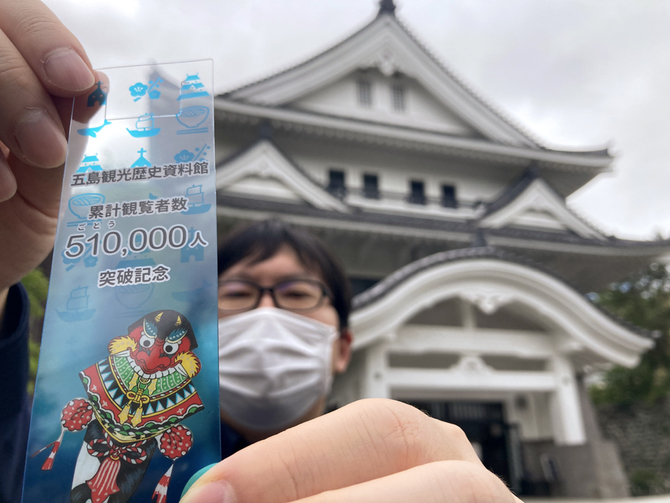 五島観光歴史資料館
累計観覧者数
ごとう
510,000人
突破記念